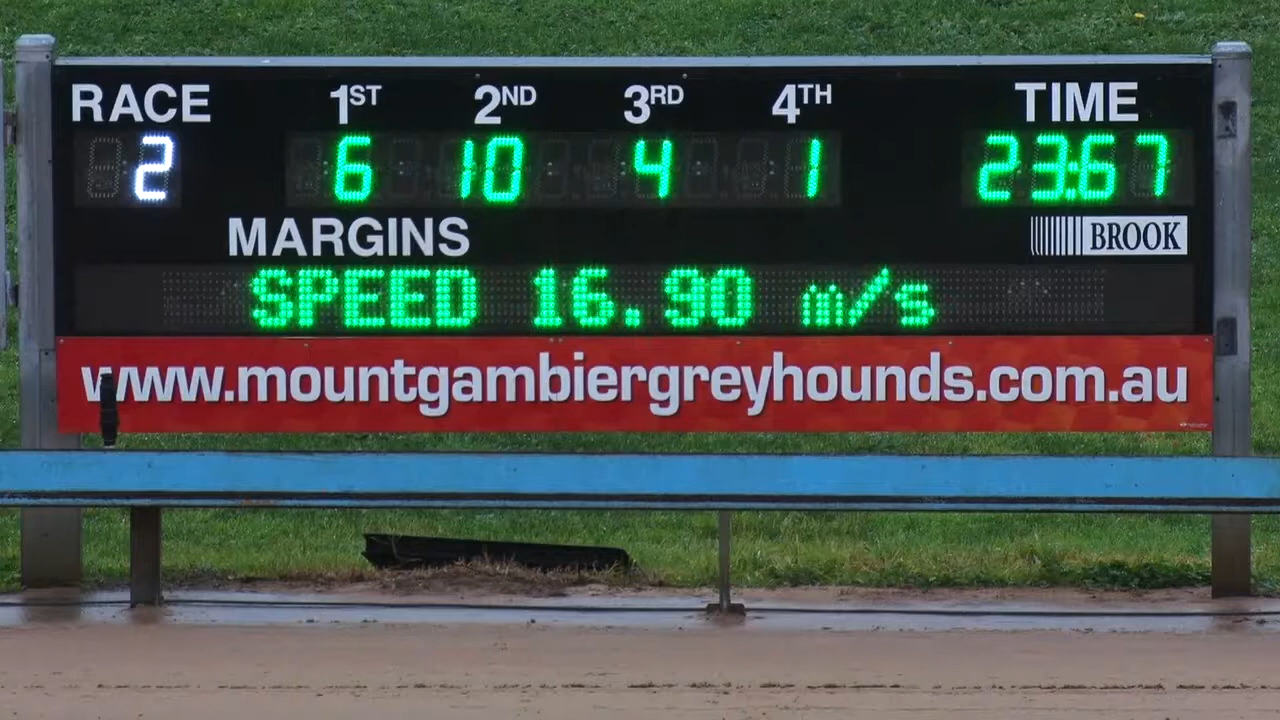 RACE 1ST 2ND 3RD 4TH TIME
2 6 10 4 1 23:67
MARGINS BROOK
SPEED 16.90 m/s
www.mountgambiergreyhounds.com.au